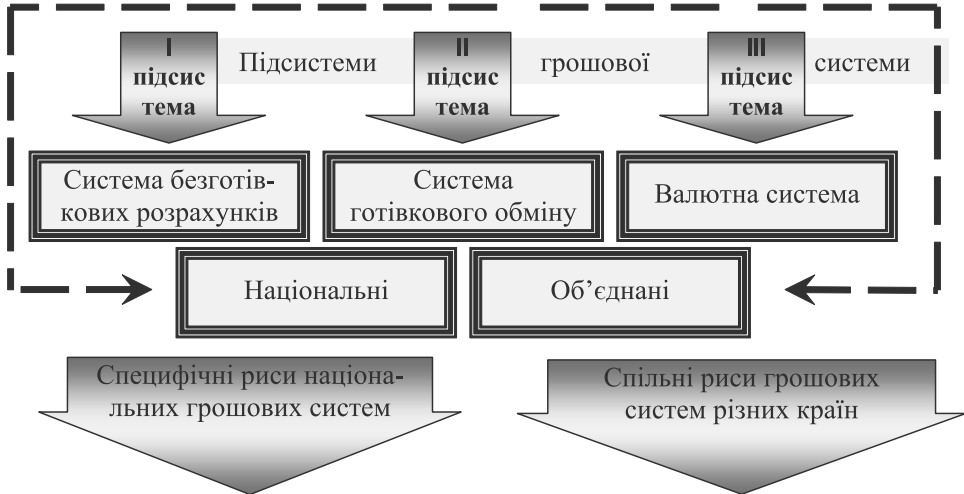 I
підсис
тема
Підсистеми
II
підсис
тема
грошової
III
підсис
тема
системи
Система безготів-
кових розрахунків
Система
готівкового обміну
Валютна система
Національні
Об’єднані
Специфічні риси націона-
льних грошових систем
Спільні риси грошових
систем різних країн